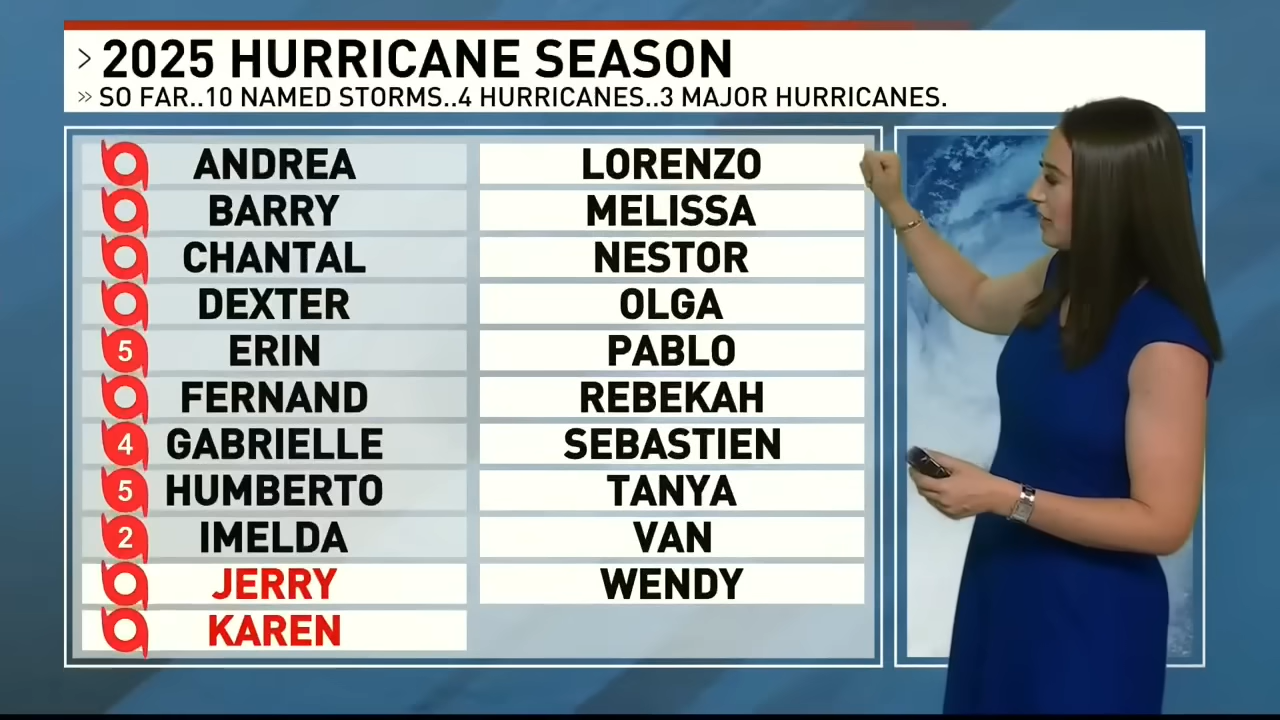 > 2025 HURRICANE SEASON
» SO FAR..10 NAMED STORMS..4 HURRICANES..3 MAJOR HURRICANES.
ANDREA
BARRY
CHANTAL
DEXTER
5 ERIN
FERNAND
4 GABRIELLE
5 HUMBERTO
2 IMELDA
JERRY
KAREN
LORENZO
MELISSA
NESTOR
OLGA
PABLO
REBEKAH
SEBASTIEN
TANYA
VAN
WENDY